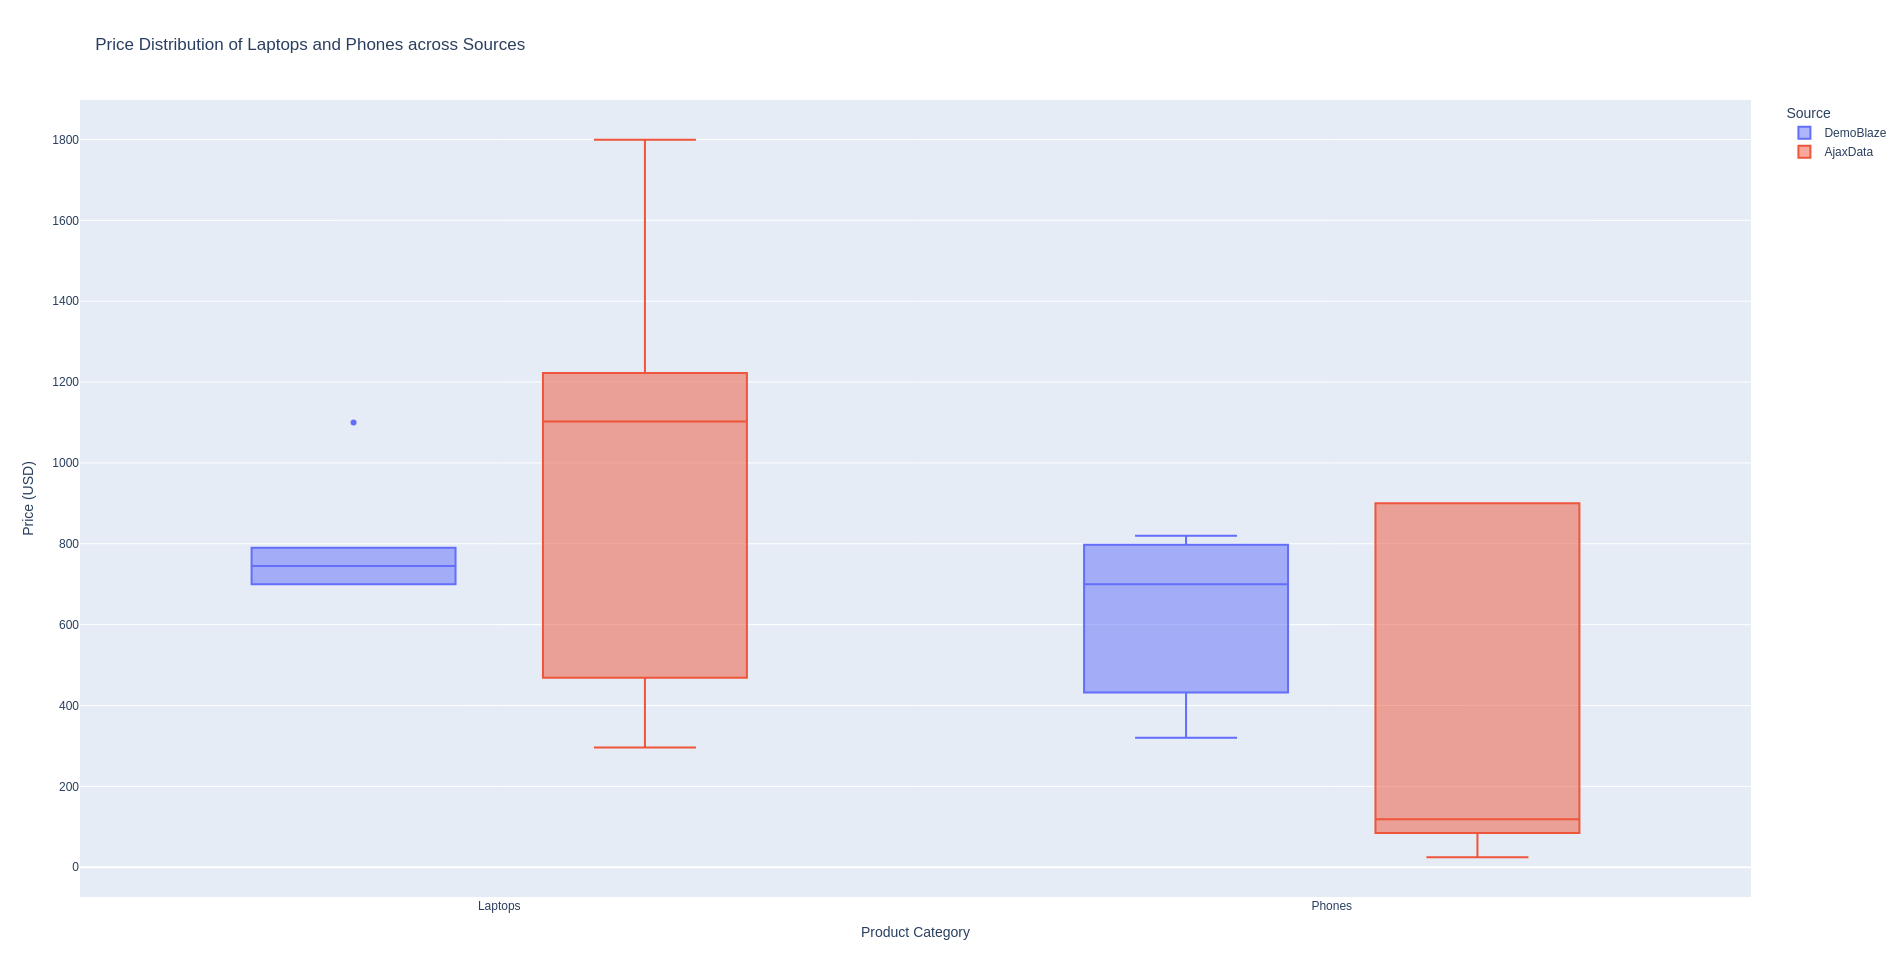 Price Distribution of Laptops and Phones across Sources
Source
DemoBlaze
AjaxData
1800
1600
1400
1200
1000
800
600
400
200
0
Price (USD)
Laptops
Phones
Product Category